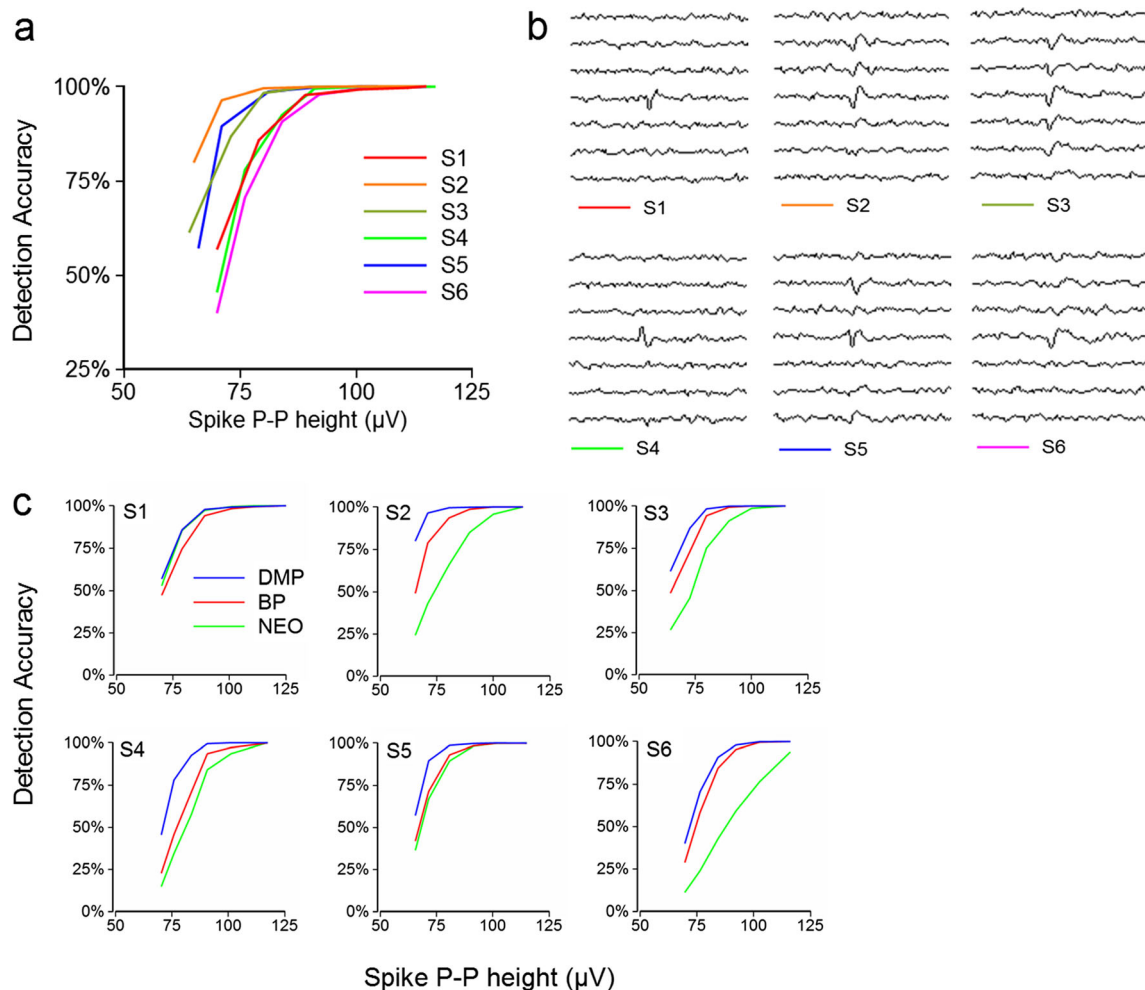 a
100%
75%
50%
25%
Detection Accuracy
50 75 100 125
Spike P-P height (µV)
S1
S2
S3
S4
S5
S6
b
S1 S2 S3
S4 S5 S6
c
Detection Accuracy
S1
100%
75%
50%
25%
0%
50 75 100 125
DMP
BP
NEO
S2
100%
75%
50%
25%
0%
50 75 100 125
S3
100%
75%
50%
25%
0%
50 75 100 125
S4
100%
75%
50%
25%
0%
50 75 100 125
S5
100%
75%
50%
25%
0%
50 75 100 125
S6
100%
75%
50%
25%
0%
50 75 100 125
Spike P-P height (µV)